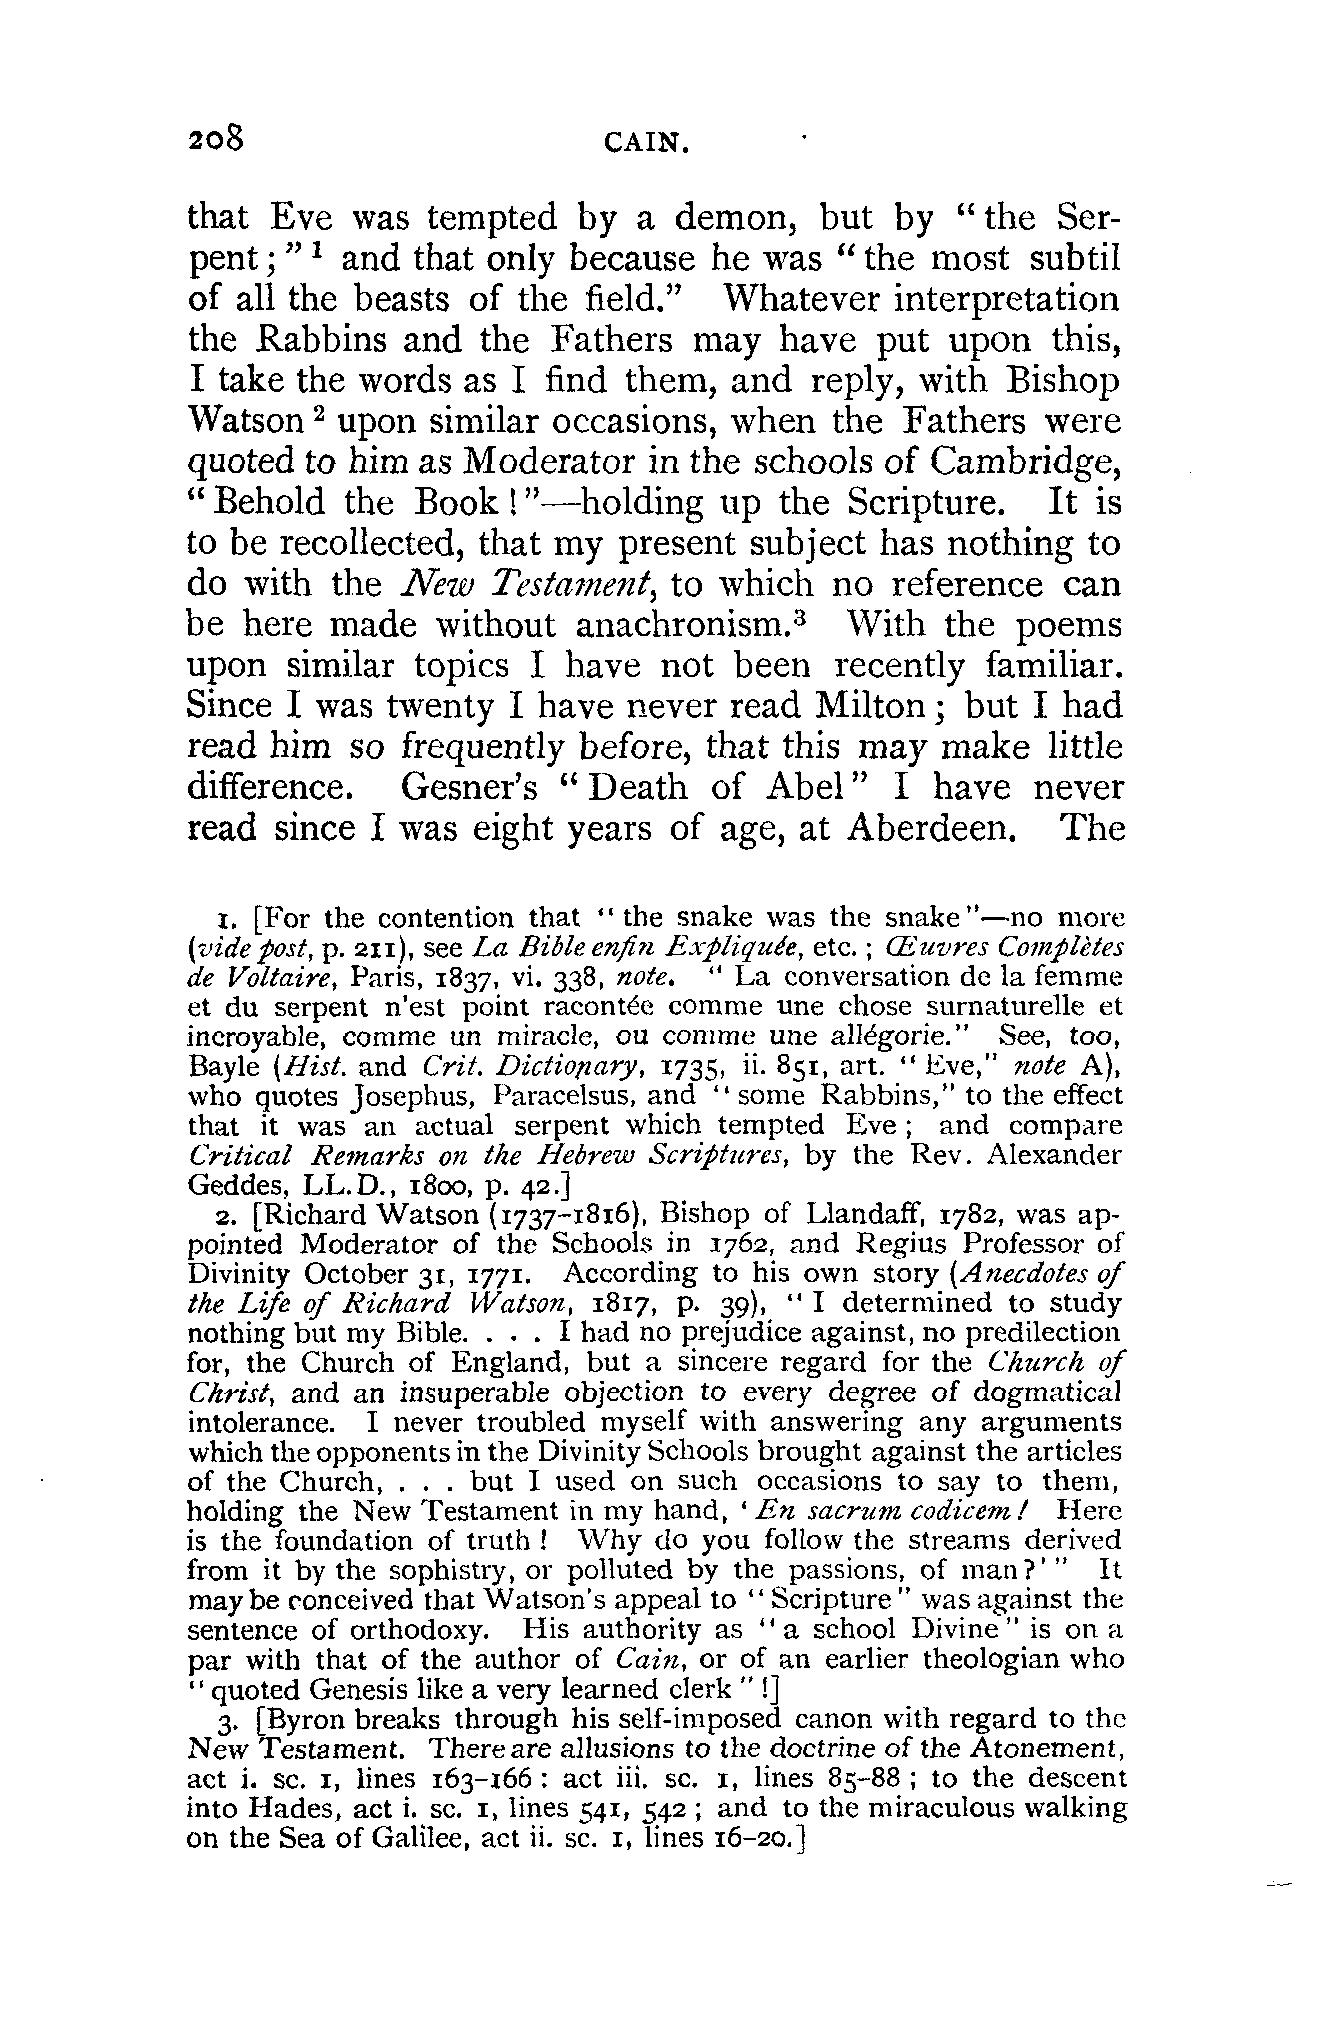 208 CAIN.
that Eve was tempted by a demon, but by “the Ser-
pent;”¹ and that only because he was “the most subtil
of all the beasts of the field.” Whatever interpretation
the Rabbins and the Fathers may have put upon this,
I take the words as I find them, and reply, with Bishop
Watson² upon similar occasions, when the Fathers were
quoted to him as Moderator in the schools of Cambridge,
“Behold the Book!”—holding up the Scripture. It is
to be recollected, that my present subject has nothing to
do with the New Testament, to which no reference can
be here made without anachronism.³ With the poems
upon similar topics I have not been recently familiar.
Since I was twenty I have never read Milton; but I had
read him so frequently before, that this may make little
difference. Gesner's “Death of Abel” I have never
read since I was eight years of age, at Aberdeen. The
1. [For the contention that “the snake was the snake”—no more
(vide post, p. 211), see La Bible enfin Expliquée, etc.; Œuvres Complètes
de Voltaire, Paris, 1837, vi. 338, note. “La conversation de la femme
et du serpent n'est point racontée comme une chose surnaturelle et
incroyable, comme un miracle, ou comme une allégorie.” See, too,
Bayle (Hist. and Crit. Dictionary, 1735, ii. 851, art. “Eve,” note A),
who quotes Josephus, Paracelsus, and “some Rabbins,” to the effect
that it was an actual serpent which tempted Eve; and compare
Critical Remarks on the Hebrew Scriptures, by the Rev. Alexander
Geddes, LL.D., 1800, p. 42.]
2. [Richard Watson (1737–1816), Bishop of Llandaff, 1782, was ap-
pointed Moderator of the Schools in 1762, and Regius Professor of
Divinity October 31, 1771. According to his own story (Anecdotes of
the Life of Richard Watson, 1817, p. 39), “I determined to study
nothing but my Bible. . . . I had no prejudice against, no predilection
for, the Church of England, but a sincere regard for the Church of
Christ, and an insuperable objection to every degree of dogmatical
intolerance. I never troubled myself with answering any arguments
which the opponents in the Divinity Schools brought against the articles
of the Church, . . . but I used on such occasions to say to them,
holding the New Testament in my hand, ‘En sacrum codicem! Here
is the foundation of truth! Why do you follow the streams derived
from it by the sophistry, or polluted by the passions, of man?’” It
may be conceived that Watson's appeal to “Scripture” was against the
sentence of orthodoxy. His authority as “a school Divine” is on a
par with that of the author of Cain, or of an earlier theologian who
“quoted Genesis like a very learned clerk”!]
3. [Byron breaks through his self-imposed canon with regard to the
New Testament. There are allusions to the doctrine of the Atonement,
act i. sc. 1, lines 163–166: act iii. sc. 1, lines 85–88; to the descent
into Hades, act i. sc. 1, lines 541, 542; and to the miraculous walking
on the Sea of Galilee, act ii. sc. 1, lines 16–20.]